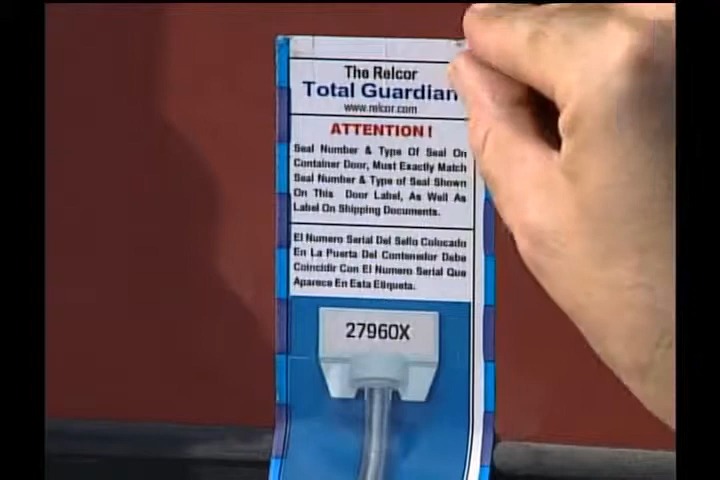 The Relcor
Total Guardian
www.relcor.com
ATTENTION!
Seal Number & Type Of Seal On
Container Door, Must Exactly Match
Seal Number & Type of Seal Shown
On This Door Label, As Well As
Label On Shipping Documents.
El Numero Serial Del Sello Colocado
En La Puerta Del Contenedor Debe
Coincidir Con El Numero Serial Que
Aparece En Esta Etiqueta.
27960X